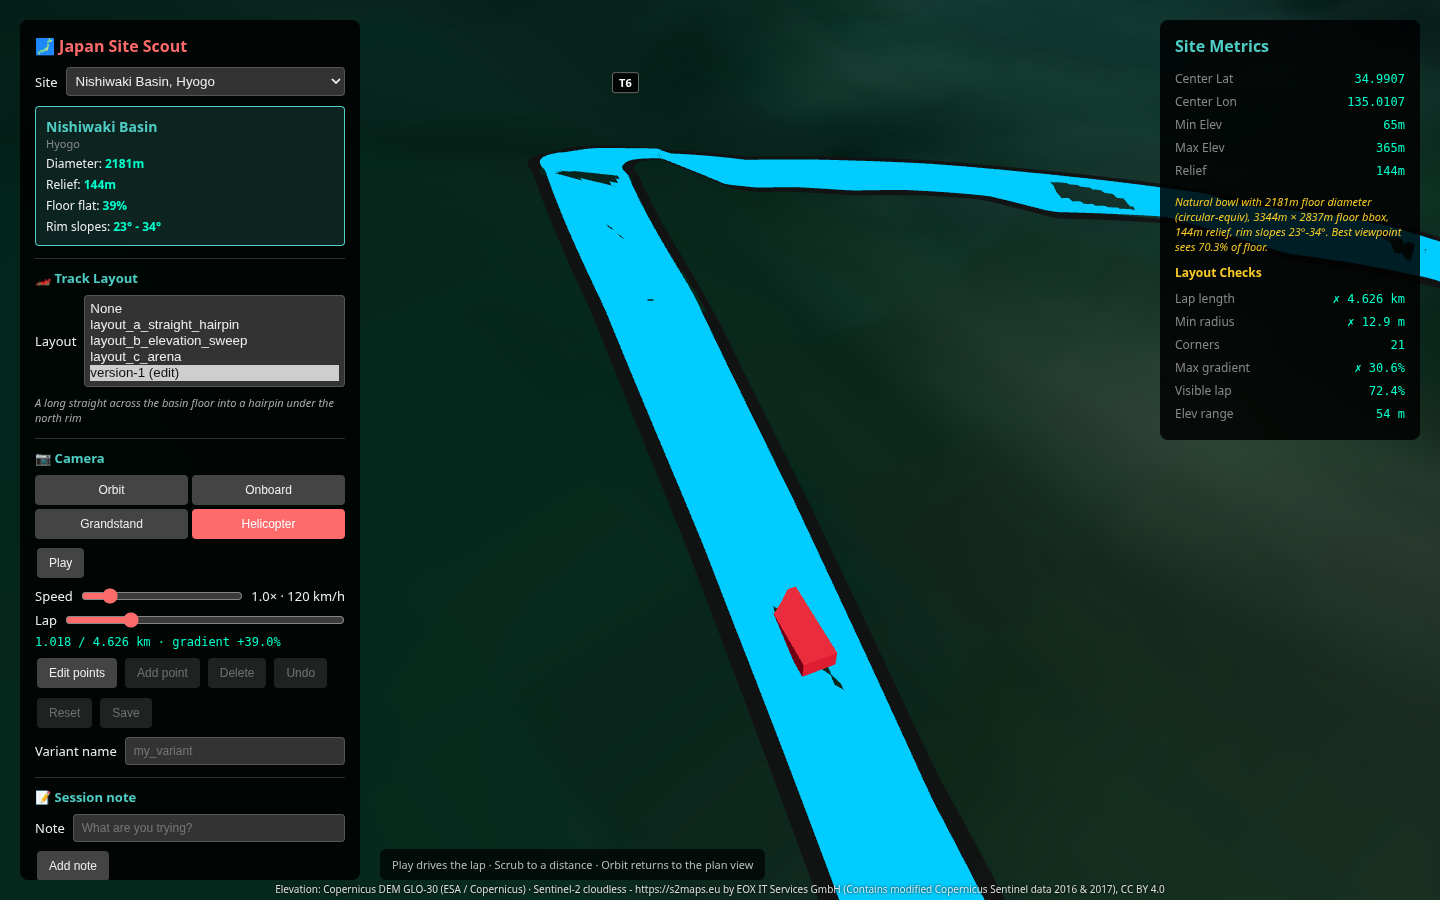 🗾 Japan Site Scout
Site Nishiwaki Basin, Hyogo
Nishiwaki Basin
Hyogo
Diameter: 2181m
Relief: 144m
Floor flat: 39%
Rim slopes: 23° - 34°
🏎️ Track Layout
Layout
None
layout_a_straight_hairpin
layout_b_elevation_sweep
layout_c_arena
version-1 (edit)
A long straight across the basin floor into a hairpin under the
north rim
📷 Camera
Orbit Onboard
Grandstand Helicopter
Play
Speed 1.0× · 120 km/h
Lap
1.018 / 4.626 km · gradient +39.0%
Edit points Add point Delete Undo
Reset Save
Variant name my_variant
📝 Session note
Note What are you trying?
Add note
T6
Site Metrics
Center Lat 34.9907
Center Lon 135.0107
Min Elev 65m
Max Elev 365m
Relief 144m
Natural bowl with 2181m floor diameter
(circular-equiv), 3344m × 2837m floor bbox,
144m relief, rim slopes 23°-34°. Best viewpoint
sees 70.3% of floor.
Layout Checks
Lap length ✗ 4.626 km
Min radius ✗ 12.9 m
Corners 21
Max gradient ✗ 30.6%
Visible lap 72.4%
Elev range 54 m
Play drives the lap · Scrub to a distance · Orbit returns to the plan view
Elevation: Copernicus DEM GLO-30 (ESA / Copernicus) · Sentinel-2 cloudless - https://s2maps.eu by EOX IT Services GmbH (Contains modified Copernicus Sentinel data 2016 & 2017), CC BY 4.0